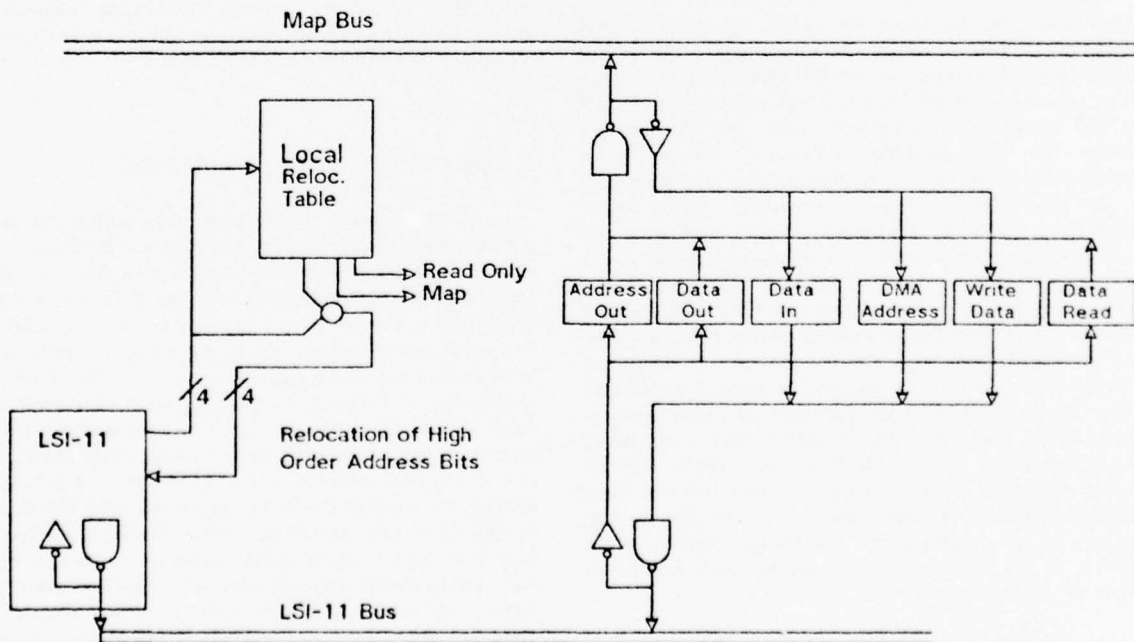 Map Bus
Local
Reloc.
Table
Read Only
Map
Address
Out
Data
Out
Data
In
DMA
Address
Write
Data
Data
Read
4
4
LSI-11
Relocation of High
Order Address Bits
LSI-11 Bus